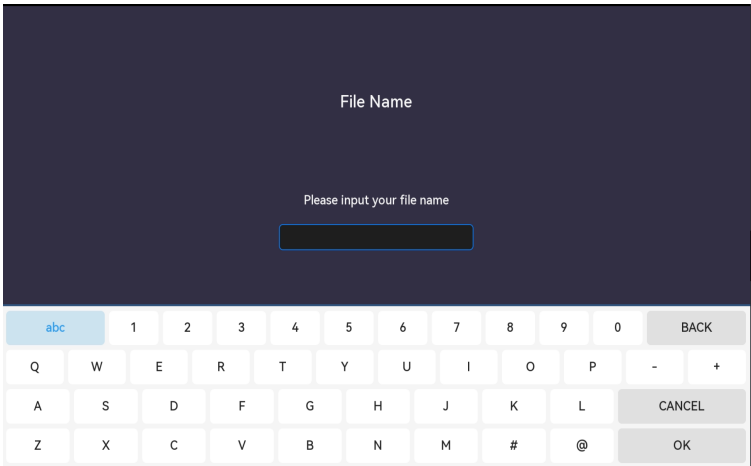 File Name
Please input your file name
abc 1 2 3 4 5 6 7 8 9 0 BACK
Q W E R T Y U I O P - +
A S D F G H J K L CANCEL
Z X C V B N M # @ OK